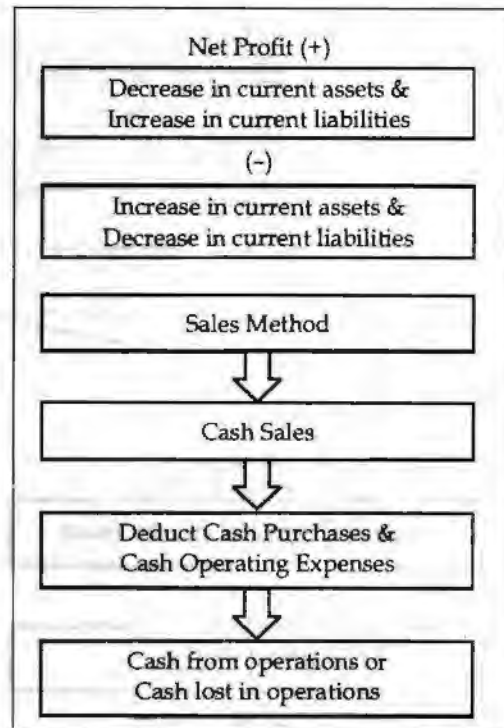 Net Profit (+)
Decrease in current assets &
Increase in current liabilities
(–)
Increase in current assets &
Decrease in current liabilities
Sales Method
Cash Sales
Deduct Cash Purchases &
Cash Operating Expenses
Cash from operations or
Cash lost in operations